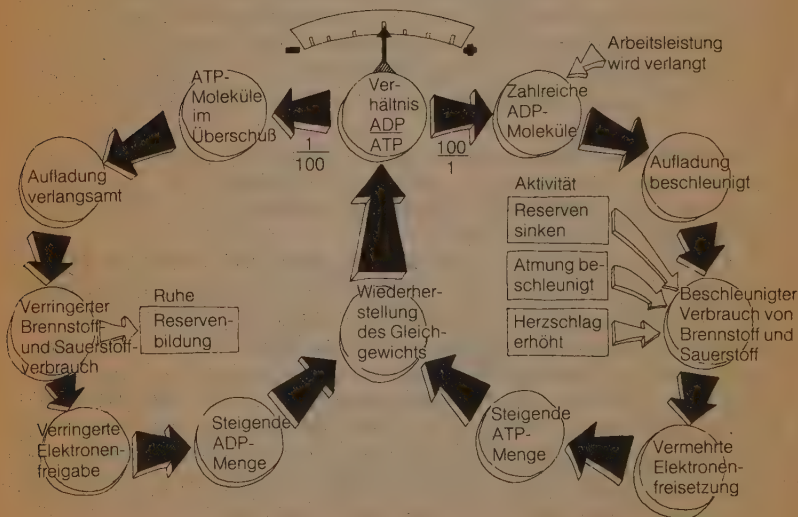 -
+
Arbeitsleistung
wird verlangt
ATP-
Moleküle
im
Überschuß
Ver-
hältnis
ADP
ATP
Zahlreiche
ADP-
Moleküle
1
100
100
1
Aufladung
verlangsamt
Aufladung
beschleunigt
Aktivität
Reserven
sinken
Atmung be-
schleunigt
Herzschlag
erhöht
Beschleunigter
Verbrauch von
Brennstoff und
Sauerstoff
Verringerter
Brennstoff
und Sauerstoff-
verbrauch
Ruhe
Reserven-
bildung
Wiederher-
stellung
des Gleich-
gewichts
Verringerte
Elektronen-
freigabe
Steigende
ADP-
Menge
Steigende
ATP-
Menge
Vermehrte
Elektronen-
freisetzung